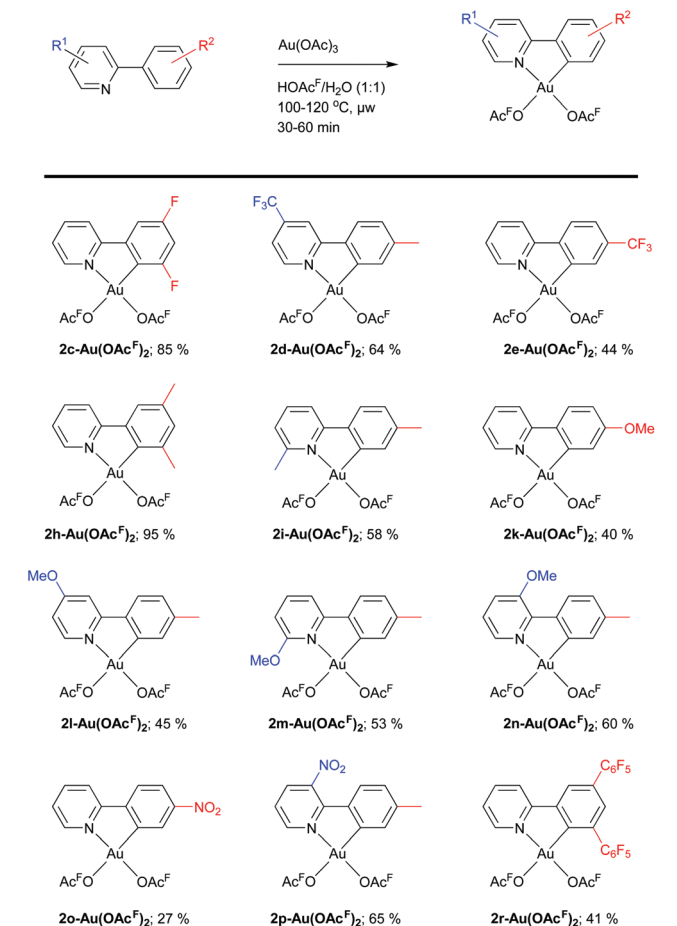 R¹ R² Au(OAc)₃ R¹ R²
N HOAcᶠ/H₂O (1:1) N Au
100-120 ⁰C, μw AcᶠO OAcᶠ
30-60 min
F F₃C
N F N N CF₃
Au Au Au
AcᶠO OAcᶠ AcᶠO OAcᶠ AcᶠO OAcᶠ
2c-Au(OAcᶠ)₂; 85 % 2d-Au(OAcᶠ)₂; 64 % 2e-Au(OAcᶠ)₂; 44 %
N N N OMe
Au Au Au
AcᶠO OAcᶠ AcᶠO OAcᶠ AcᶠO OAcᶠ
2h-Au(OAcᶠ)₂; 95 % 2i-Au(OAcᶠ)₂; 58 % 2k-Au(OAcᶠ)₂; 40 %
MeO OMe
N N N
Au MeO Au Au
AcᶠO OAcᶠ AcᶠO OAcᶠ AcᶠO OAcᶠ
2l-Au(OAcᶠ)₂; 45 % 2m-Au(OAcᶠ)₂; 53 % 2n-Au(OAcᶠ)₂; 60 %
NO₂ C₆F₅
N NO₂ N N C₆F₅
Au Au Au
AcᶠO OAcᶠ AcᶠO OAcᶠ AcᶠO OAcᶠ
2o-Au(OAcᶠ)₂; 27 % 2p-Au(OAcᶠ)₂; 65 % 2r-Au(OAcᶠ)₂; 41 %